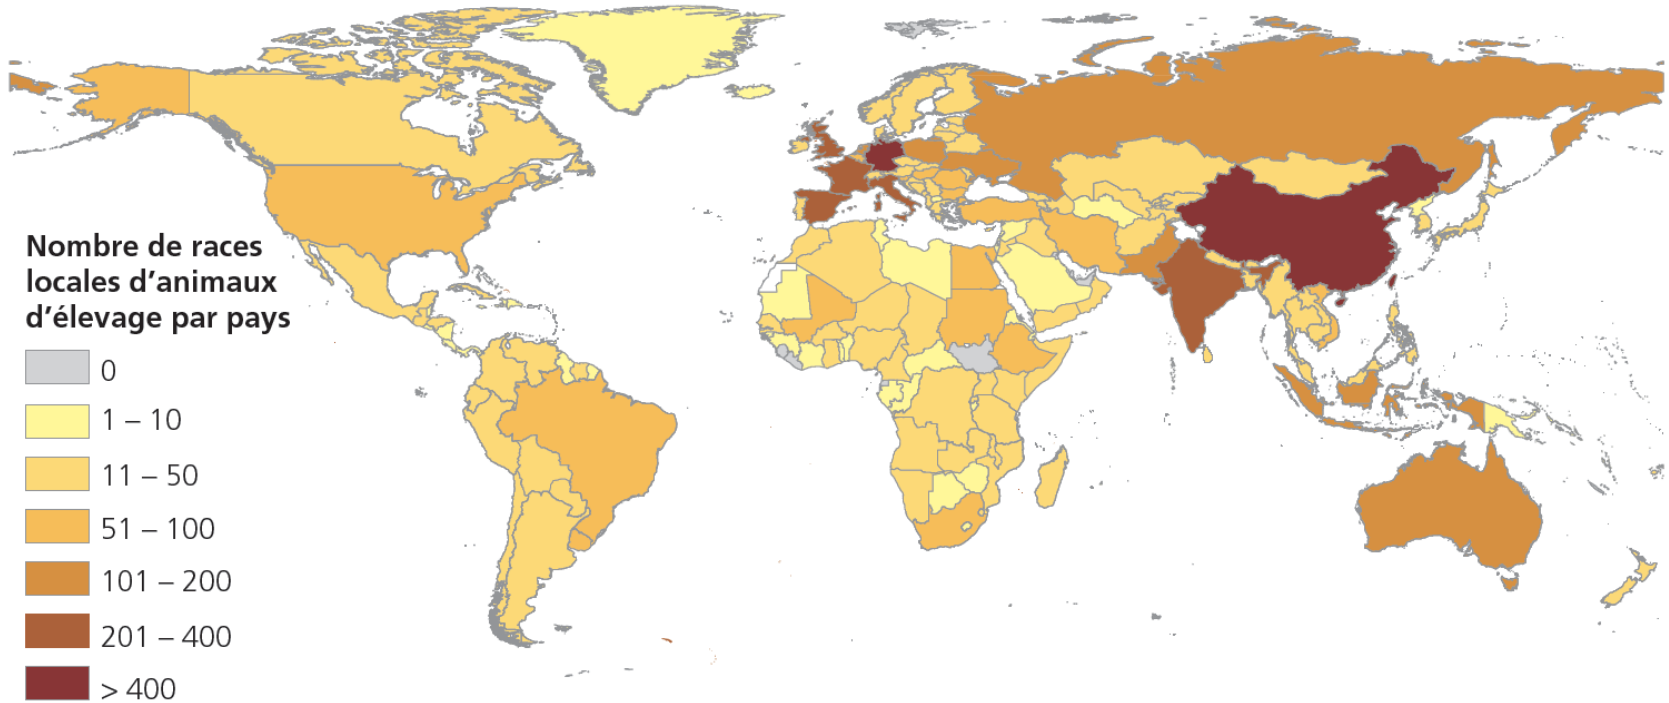 Nombre de races
locales d’animaux
d’élevage par pays
0
1 – 10
11 – 50
51 – 100
101 – 200
201 – 400
> 400